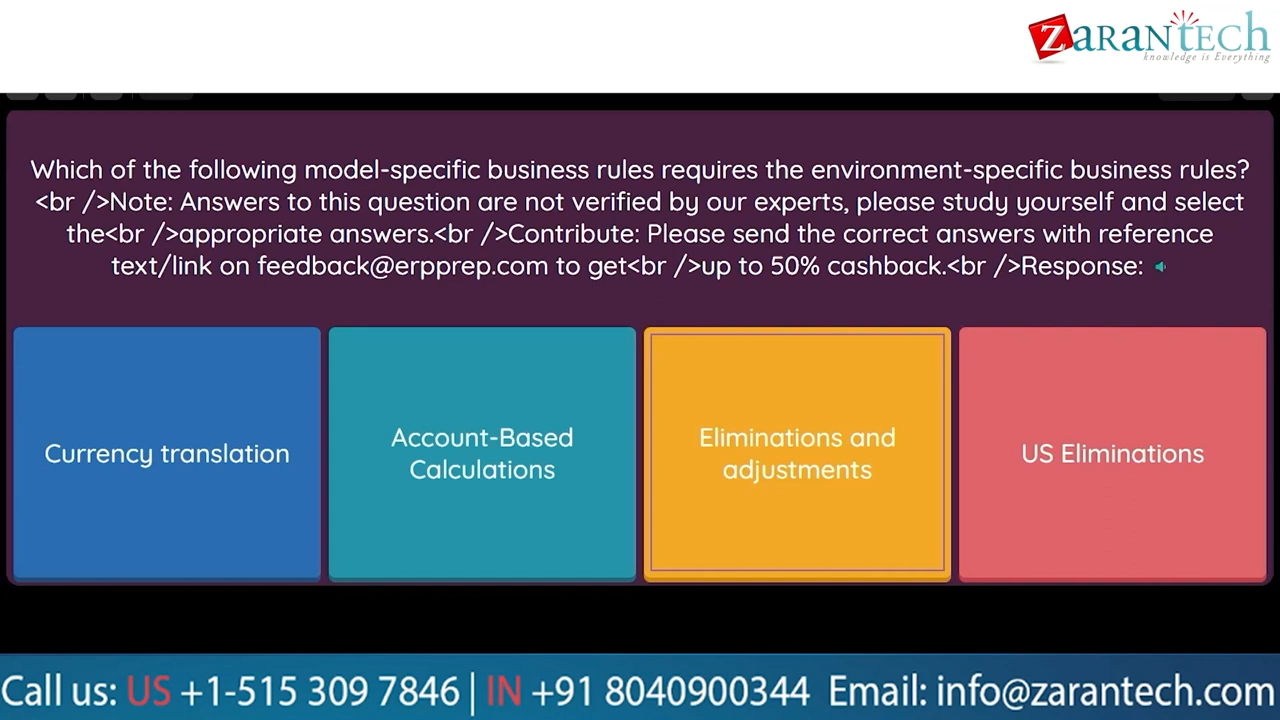 ZARANTECH
knowledge is Everything
Which of the following model-specific business rules requires the environment-specific business rules?
<br />Note: Answers to this question are not verified by our experts, please study yourself and select
the<br />appropriate answers.<br />Contribute: Please send the correct answers with reference
text/link on feedback@erpprep.com to get<br />up to 50% cashback.<br />Response:
Currency translation
Account-Based
Calculations
Eliminations and
adjustments
US Eliminations
Call us: US +1-515 309 7846 | IN +91 8040900344 Email: info@zarantech.com